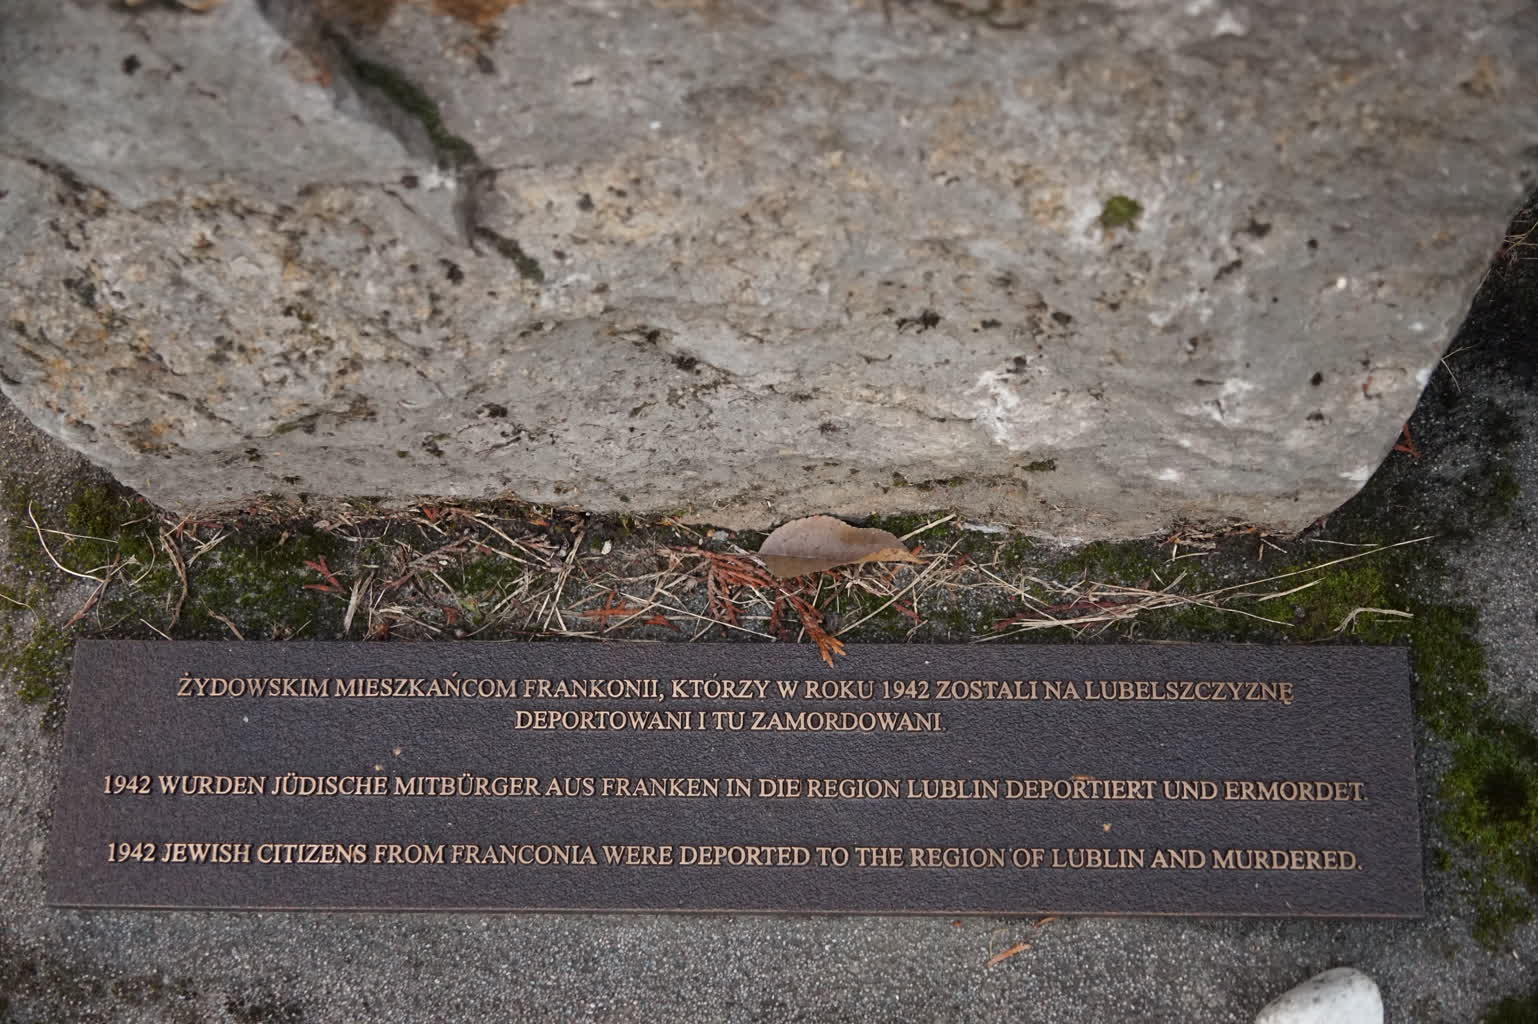 ŻYDOWSKIM MIESZKAŃCOM FRANKONII, KTÓRZY W ROKU 1942 ZOSTALI NA LUBELSZCZYZNĘ
DEPORTOWANI I TU ZAMORDOWANI.
1942 WURDEN JÜDISCHE MITBÜRGER AUS FRANKEN IN DIE REGION LUBLIN DEPORTIERT UND ERMORDET.
1942 JEWISH CITIZENS FROM FRANCONIA WERE DEPORTED TO THE REGION OF LUBLIN AND MURDERED.